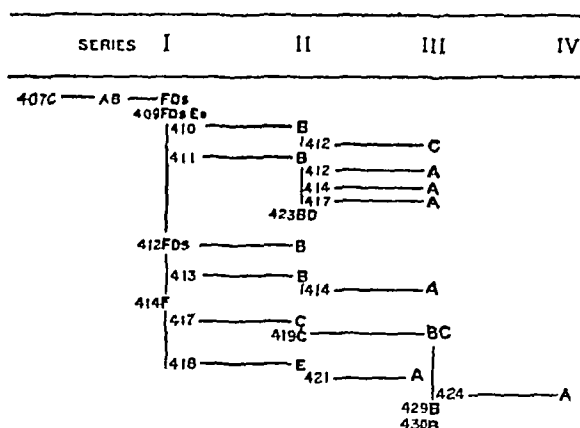 SERIES I II III IV
407C AB FDs
409FDs Es
410 B
412 C
411 B
412 A
414 A
417 A
423BD
412FDs B
413 B
414 A
414F
417 C
419C BC
418 E
421 A
424 A
429B
430B